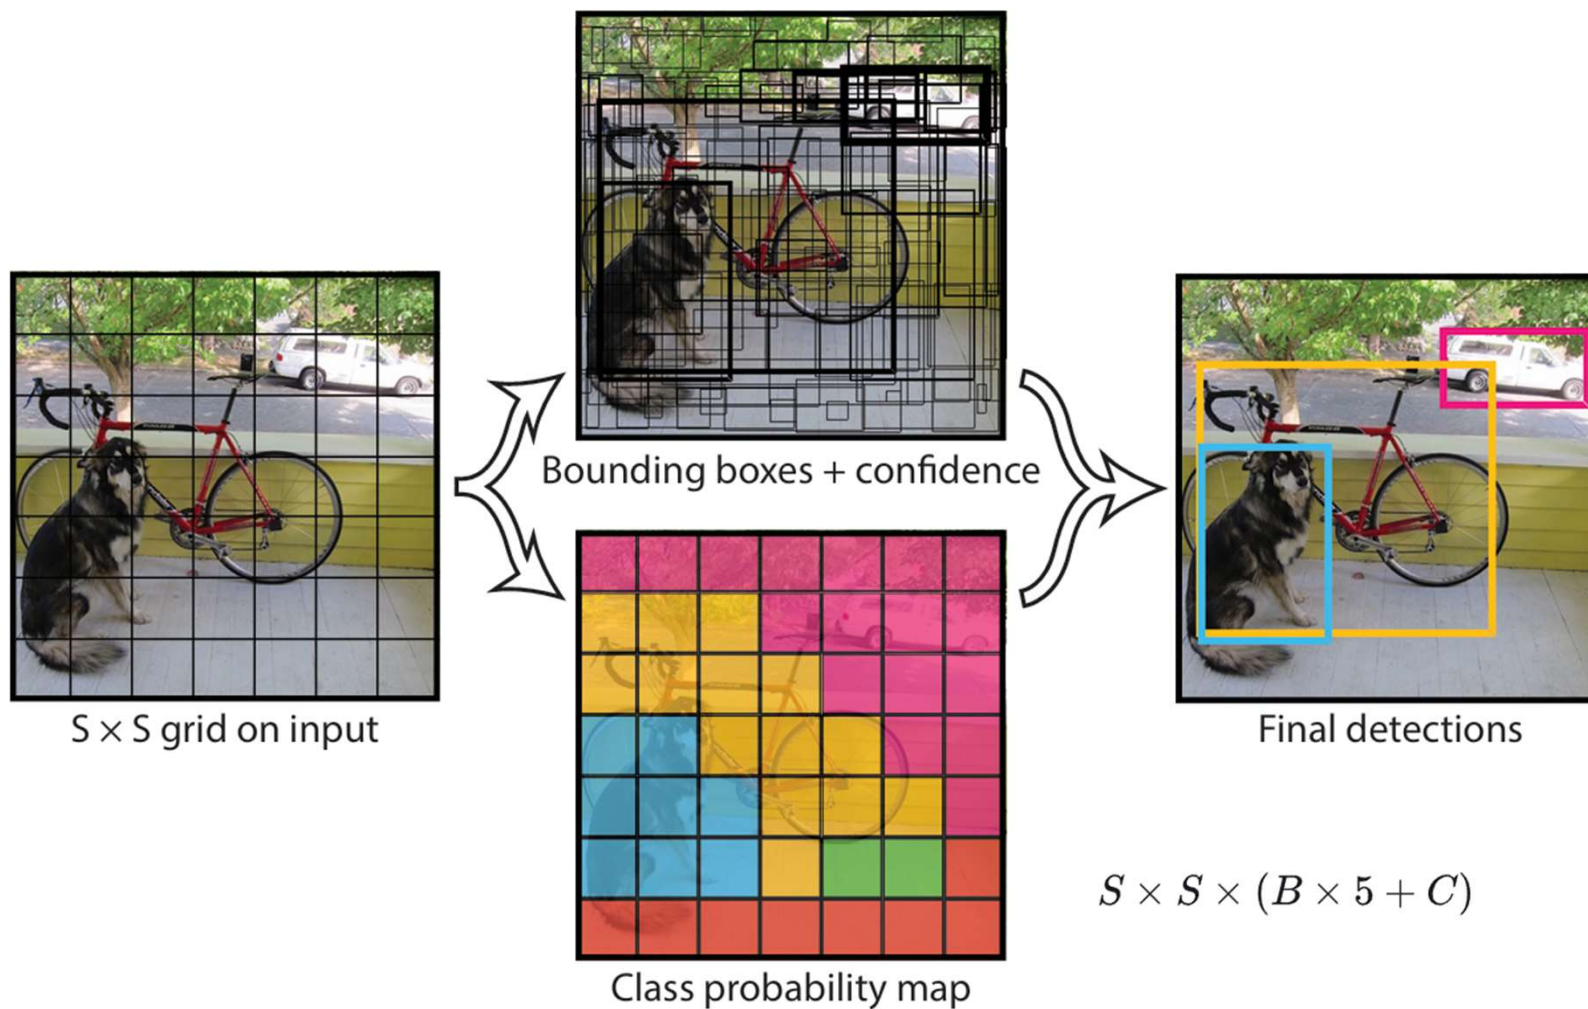 Bounding boxes + confidence
S × S grid on input
Final detections
S × S × (B × 5 + C)
Class probability map